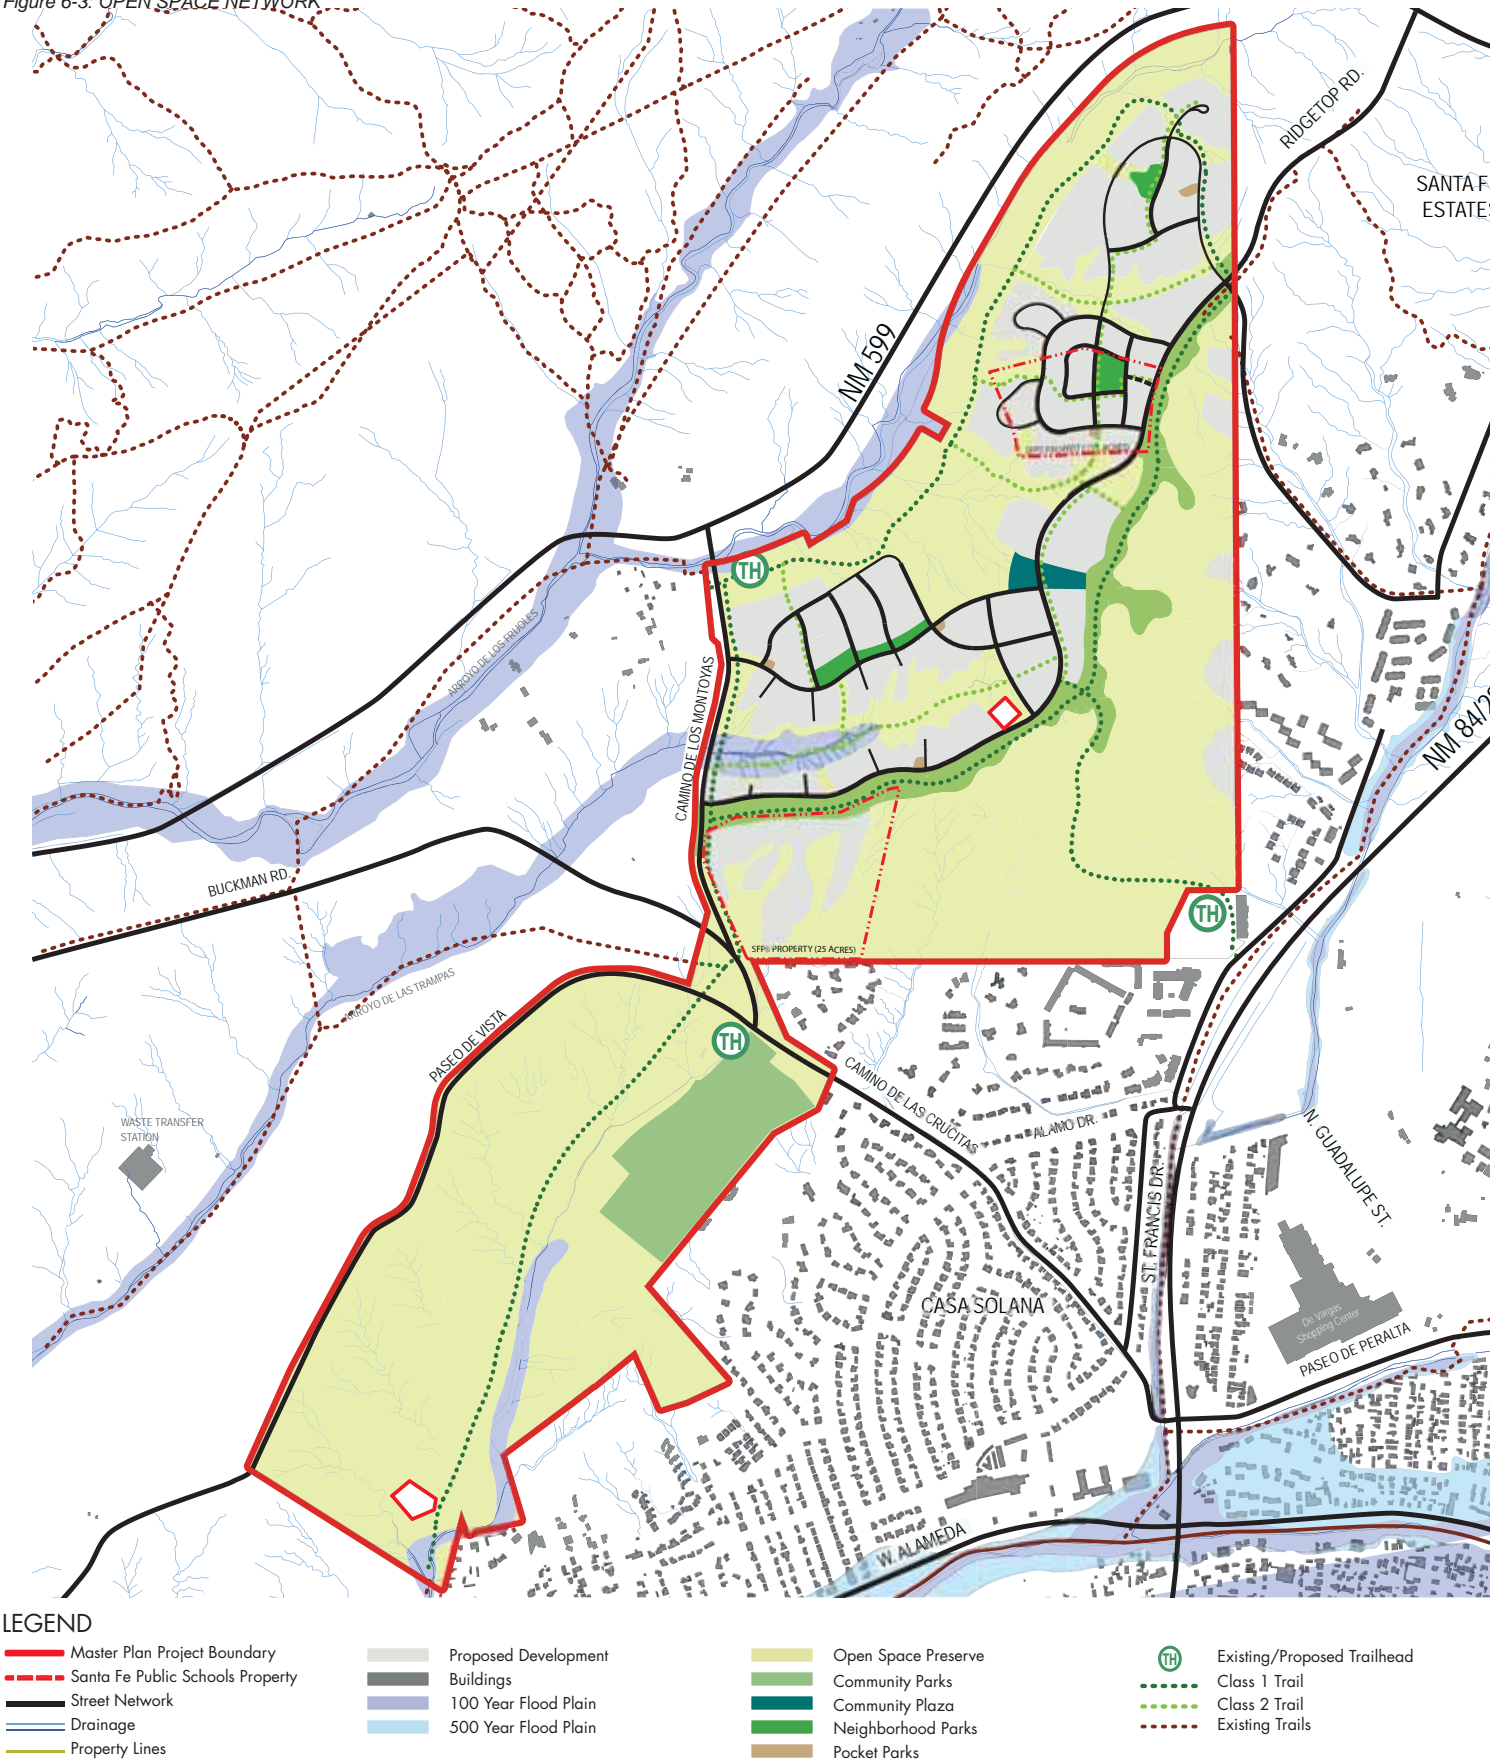 Figure 6-3: OPEN SPACE NETWORK
RIDGETOP RD.
SANTA F
ESTATES
NM 599
TH
ARROYO DE LOS FRIJOLES
CAMINO DE LOS MONTOYAS
NM 84/28
BUCKMAN RD.
TH
SFPS PROPERTY (25 ACRES)
ARROYO DE LAS TRAMPAS
PASEO DE VISTA
TH
CAMINO DE LAS CRUCITAS
ALAMO DR.
WASTE TRANSFER
STATION
N. GUADALUPE ST.
ST. FRANCIS DR.
CASA SOLANA
De Vargas
Shopping Center
PASEO DE PERALTA
W. ALAMEDA
LEGEND
Master Plan Project Boundary
Santa Fe Public Schools Property
Street Network
Drainage
Property Lines
Proposed Development
Buildings
100 Year Flood Plain
500 Year Flood Plain
Open Space Preserve
Community Parks
Community Plaza
Neighborhood Parks
Pocket Parks
TH Existing/Proposed Trailhead
Class 1 Trail
Class 2 Trail
Existing Trails